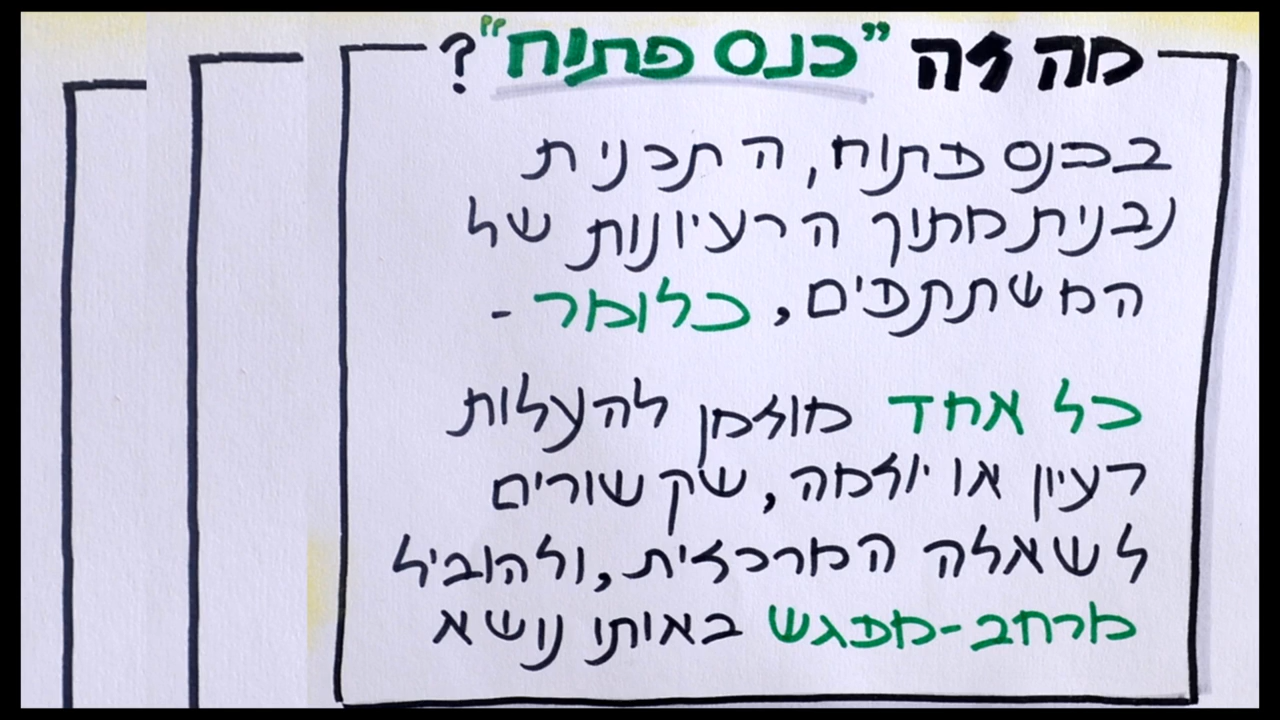 מה זה "כנס פתוח"?
בכנס פתוח, התכנית
נבנית מתוך הרעיונות של
המשתתפים, כלומר -
כל אחד מוזמן להעלות
רעיון או יוזמה, שקשורים
לשאלה המרכזית, ולהוביל
מרחב-מפגש באותו נושא